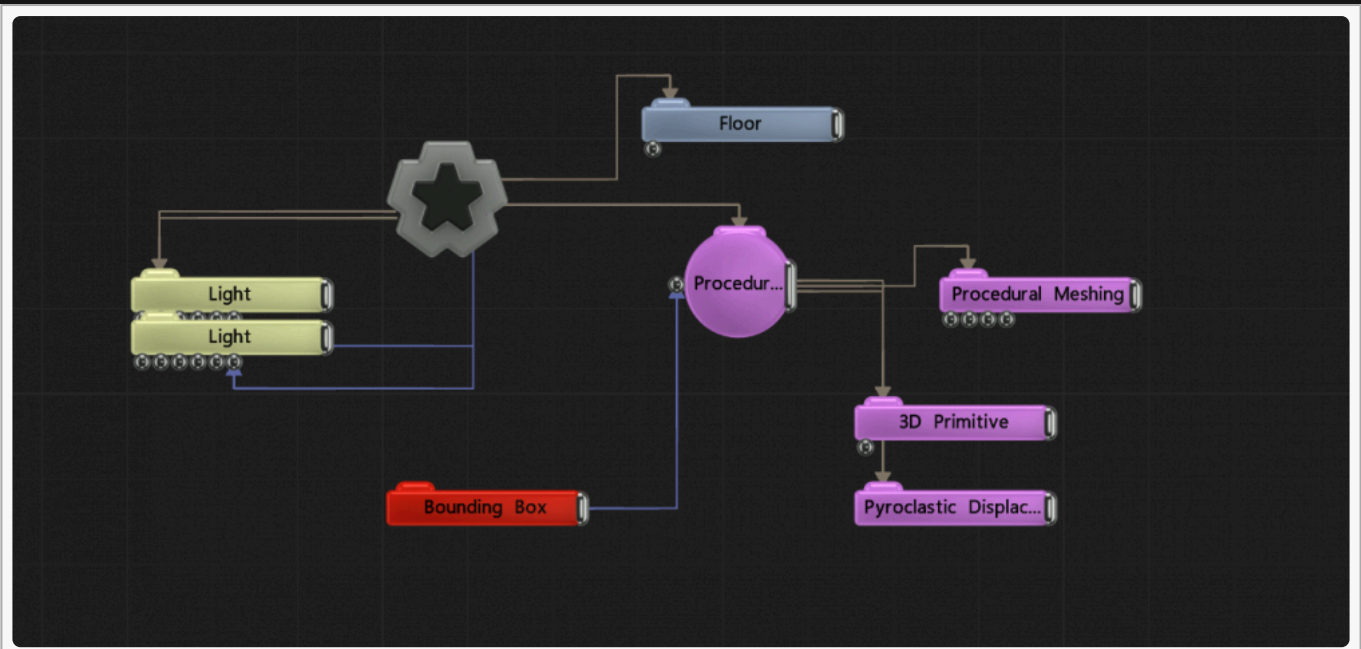 Floor
Procedur...
Light
Procedural Meshing
Light
3D Primitive
Bounding Box
Pyroclastic Displac...